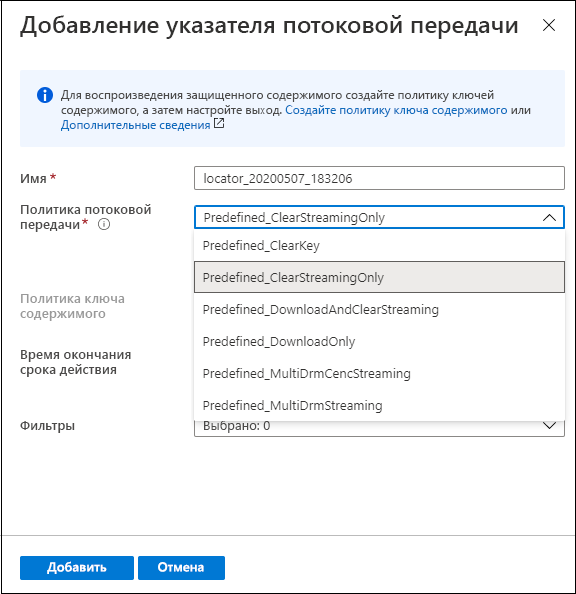 Добавление указателя потоковой передачи
Для воспроизведения защищенного содержимого создайте политику ключей
содержимого, а затем настройте выход. Создайте политику ключа содержимого или
Дополнительные сведения
Имя *
locator_20200507_183206
Политика потоковой
передачи *
Predefined_ClearStreamingOnly
Predefined_ClearKey
Predefined_ClearStreamingOnly
Predefined_DownloadAndClearStreaming
Predefined_DownloadOnly
Predefined_MultiDrmCencStreaming
Predefined_MultiDrmStreaming
Политика ключа
содержимого
Время окончания
срока действия
Фильтры
Выбрано: 0
Добавить
Отмена